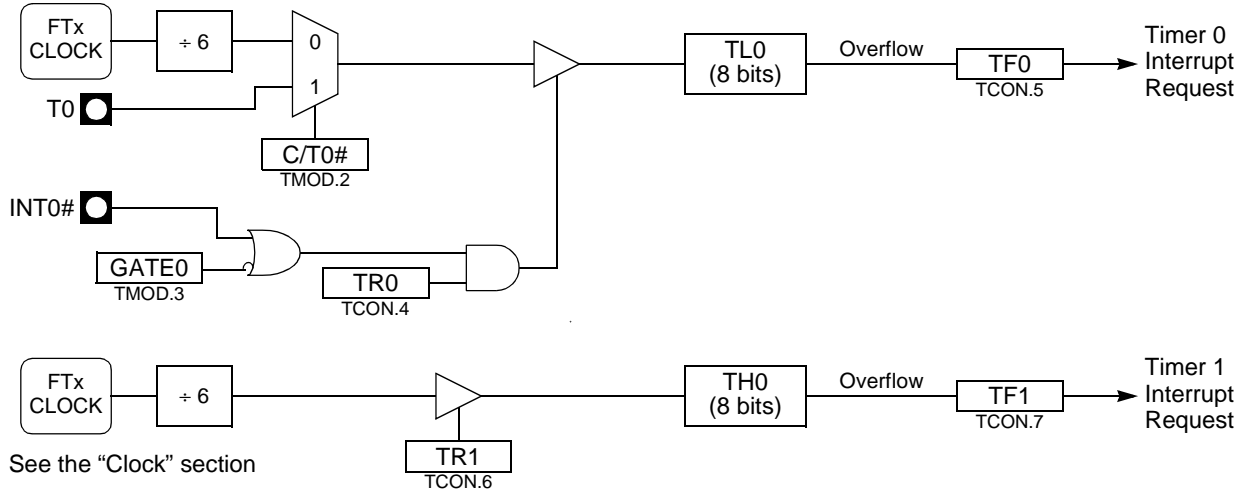 FTx
CLOCK
÷ 6
0
1
T0
C/T0#
TMOD.2
TL0
(8 bits)
Overflow
TF0
TCON.5
Timer 0
Interrupt
Request
INT0#
GATE0
TMOD.3
TR0
TCON.4
FTx
CLOCK
÷ 6
TR1
TCON.6
TH0
(8 bits)
Overflow
TF1
TCON.7
Timer 1
Interrupt
Request
See the “Clock” section